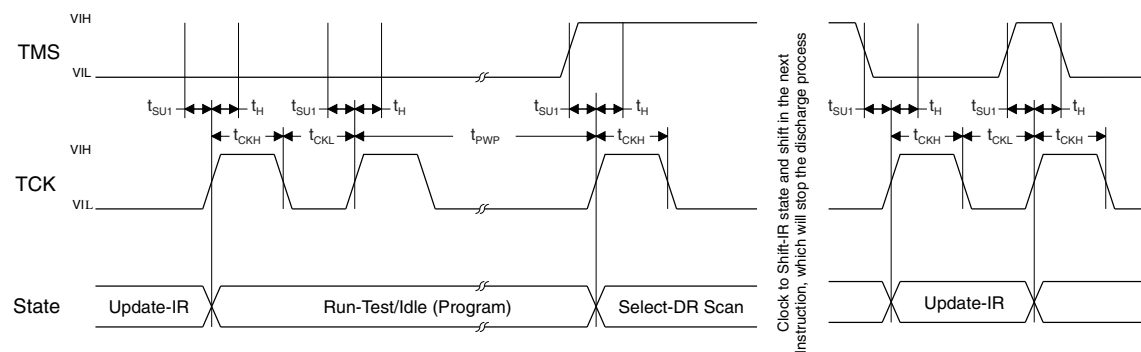 VIH
TMS
VIL
tSU1 tH tSU1 tH tSU1 tH tSU1 tH tSU1 tH
tCKH tCKL tPWP tCKH tCKH tCKL tCKH
VIH
TCK
VIL
State Update-IR Run-Test/Idle (Program) Select-DR Scan Update-IR
Clock to Shift-IR state and shift in the next
Instruction, which will stop the discharge process